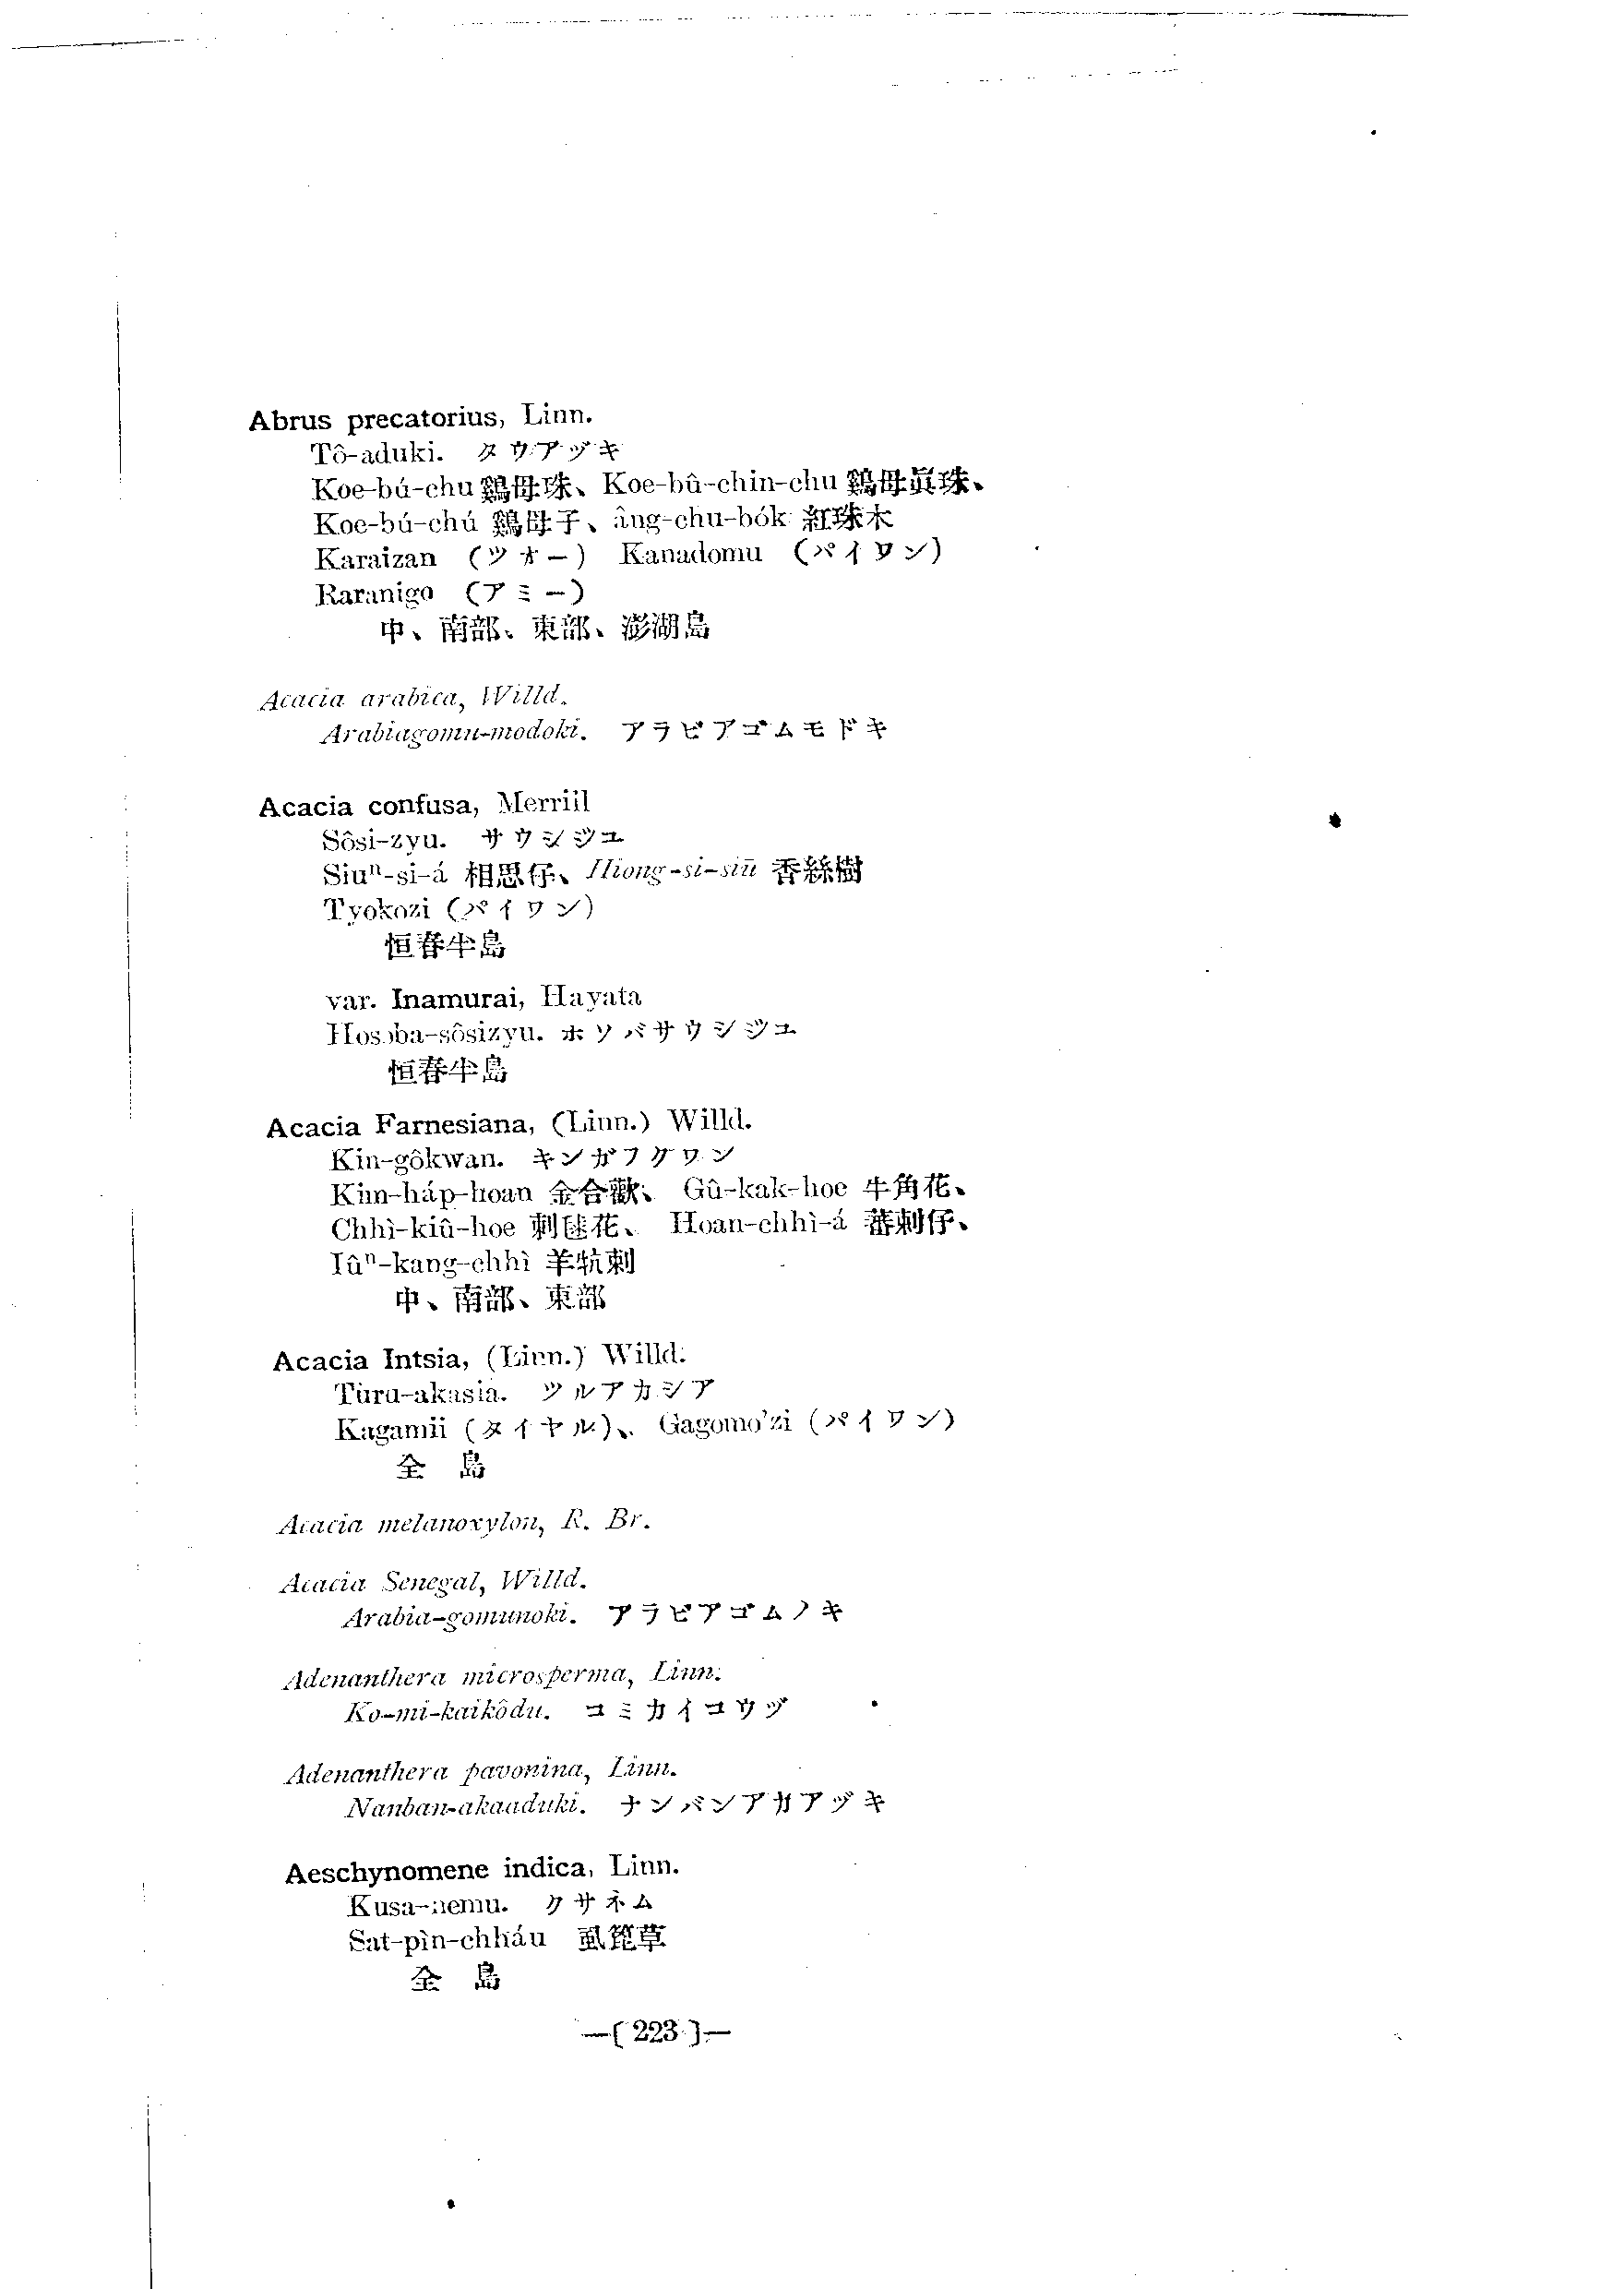 Abrus precatorius, Linn.
Tô-aduki. タウアヅキ
Koe-bú-chu 鷄母珠、Koe-bû-chin-chu 鷄母眞珠、
Koe-bú-chú 鷄母子、âng-chu-bók 紅珠木
Karaizan (ツオー) Kanadomu (パイワン)
Raranigo (アミー)
中、南部、東部、澎湖島
Acacia arabica, Willd.
Arabiagomu-modoki. アラビアゴムモドキ
Acacia confusa, Merrill
Sôsi-zyu. サウシジユ
Siuⁿ-si-á 相思仔、Hiong-si-siū 香絲樹
Tyokozi (パイワン)
恒春半島
var. Inamurai, Hayata
Hosoba-sôsizyu. ホソバサウシジユ
恒春半島
Acacia Farnesiana, (Linn.) Willd.
Kin-gôkwan. キンガフクワン
Kim-háp-hoan 金合歡、 Gû-kak-hoe 牛角花、
Chhì-kiû-hoe 刺毬花、 Hoan-chhì-á 蕃刺仔、
Iûⁿ-kang-chhì 羊牨刺
中、南部、東部
Acacia Intsia, (Linn.) Willd.
Turu-akasia. ツルアカシア
Kagamii (タイヤル)、 Gagomo'zi (パイワン)
全 島
Acacia melanoxylon, R. Br.
Acacia Senegal, Willd.
Arabia-gomunoki. アラビアゴムノキ
Adenanthera microsperma, Linn.
Ko-mi-kaikôdu. コミカイコウヅ
Adenanthera pavonina, Linn.
Nanban-akaaduki. ナンバンアカアヅキ
Aeschynomene indica, Linn.
Kusa-nemu. クサネム
Sat-pìn-chháu 虱篦草
全 島
—( 223 )—